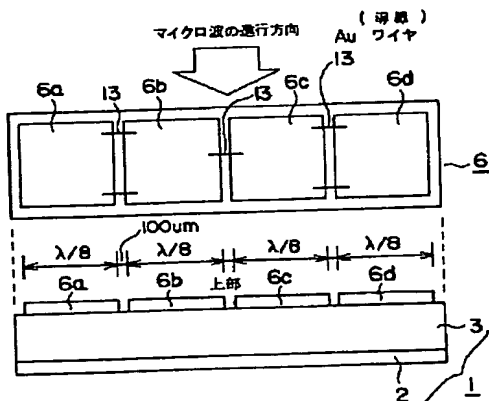 マイクロ波の進行方向
(導線)
Au ワイヤ
6a 13 6b 13 6c 13 6d
6
λ/8 100um λ/8 λ/8 λ/8
6a 6b 上部 6c 6d
3
2
1